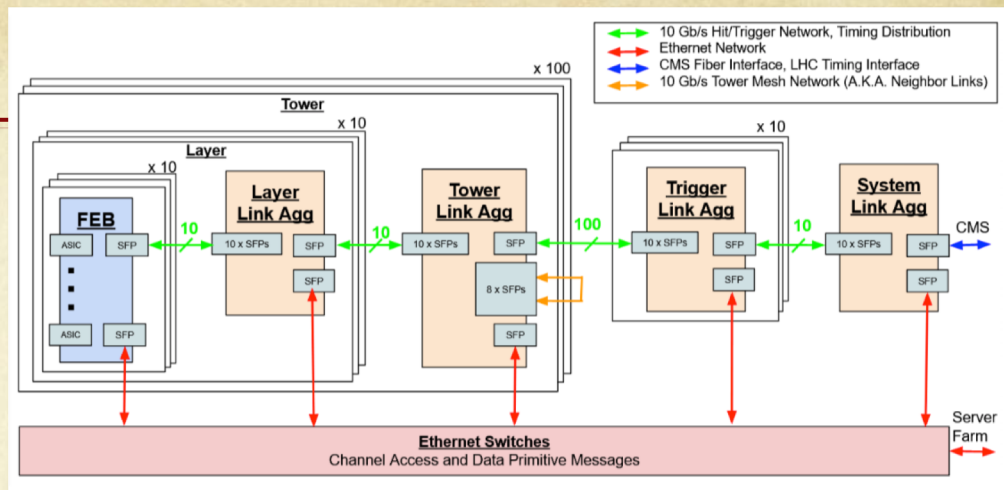 10 Gb/s Hit/Trigger Network, Timing Distribution
Ethernet Network
CMS Fiber Interface, LHC Timing Interface
10 Gb/s Tower Mesh Network (A.K.A. Neighbor Links)
x 100
Tower
x 10
Layer
x 10
FEB
ASIC
SFP
ASIC
SFP
10
Layer
Link Agg
10 x SFPs
SFP
SFP
10
Tower
Link Agg
10 x SFPs
SFP
8 x SFPs
SFP
100
x 10
Trigger
Link Agg
10 x SFPs
SFP
SFP
10
System
Link Agg
10 x SFPs
SFP
SFP
CMS
Ethernet Switches
Channel Access and Data Primitive Messages
Server
Farm